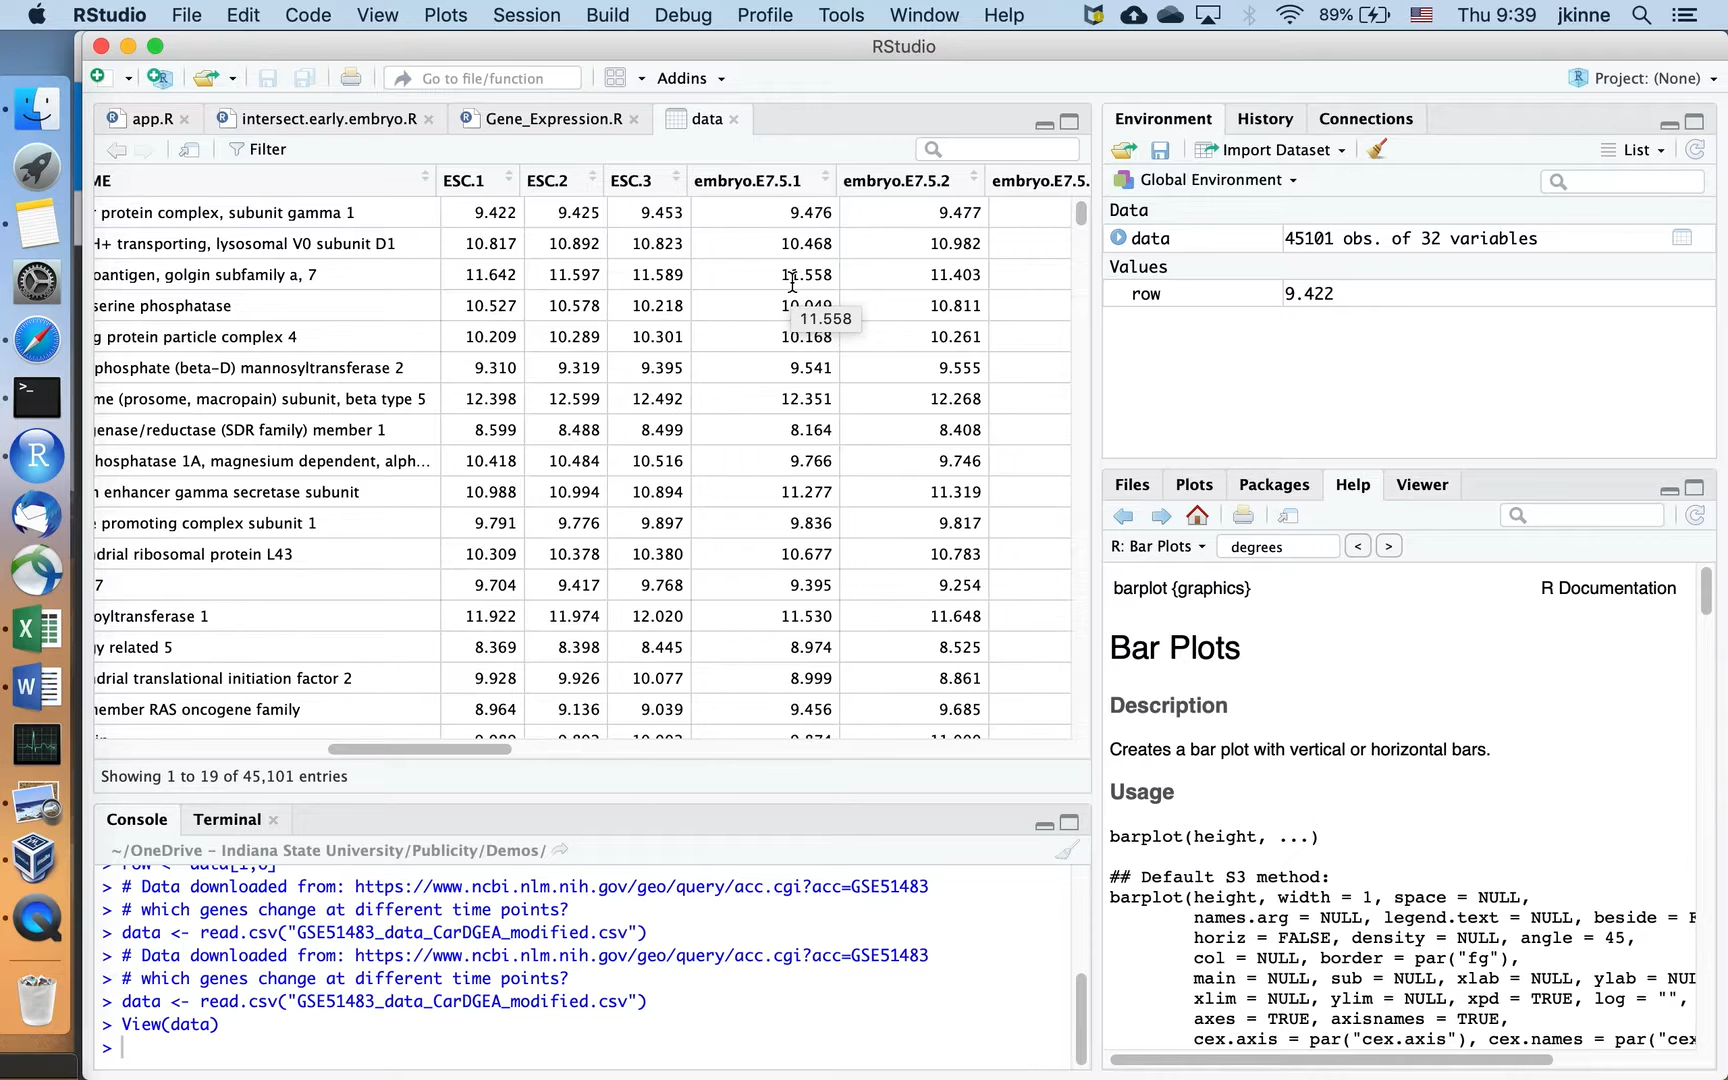 RStudio File Edit Code View Plots Session Build Debug Profile Tools Window Help 89% Thu 9:39 jkinne
RStudio
Go to file/function Addins Project: (None)
app.R intersect.early.embryo.R Gene_Expression.R data
Filter
ME ESC.1 ESC.2 ESC.3 embryo.E7.5.1 embryo.E7.5.2 embryo.E7.5.
r protein complex, subunit gamma 1 9.422 9.425 9.453 9.476 9.477
H+ transporting, lysosomal V0 subunit D1 10.817 10.892 10.823 10.468 10.982
oantigen, golgin subfamily a, 7 11.642 11.597 11.589 11.558 11.403
serine phosphatase 10.527 10.578 10.218 10.049 10.811
11.558
g protein particle complex 4 10.209 10.289 10.301 10.168 10.261
phosphate (beta-D) mannosyltransferase 2 9.310 9.319 9.395 9.541 9.555
me (prosome, macropain) subunit, beta type 5 12.398 12.599 12.492 12.351 12.268
enase/reductase (SDR family) member 1 8.599 8.488 8.499 8.164 8.408
hosphatase 1A, magnesium dependent, alph... 10.418 10.484 10.516 9.766 9.746
n enhancer gamma secretase subunit 10.988 10.994 10.894 11.277 11.319
e promoting complex subunit 1 9.791 9.776 9.897 9.836 9.817
drial ribosomal protein L43 10.309 10.378 10.380 10.677 10.783
7 9.704 9.417 9.768 9.395 9.254
oyltransferase 1 11.922 11.974 12.020 11.530 11.648
gy related 5 8.369 8.398 8.445 8.974 8.525
drial translational initiation factor 2 9.928 9.926 10.077 8.999 8.861
member RAS oncogene family 8.964 9.136 9.039 9.456 9.685
Showing 1 to 19 of 45,101 entries
Console Terminal
~/OneDrive - Indiana State University/Publicity/Demos/
> # Data downloaded from: https://www.ncbi.nlm.nih.gov/geo/query/acc.cgi?acc=GSE51483
> # which genes change at different time points?
> data <- read.csv("GSE51483_data_CarDGEA_modified.csv")
> # Data downloaded from: https://www.ncbi.nlm.nih.gov/geo/query/acc.cgi?acc=GSE51483
> # which genes change at different time points?
> data <- read.csv("GSE51483_data_CarDGEA_modified.csv")
> View(data)
>
Environment History Connections
Import Dataset List
Global Environment
Data
data 45101 obs. of 32 variables
Values
row 9.422
Files Plots Packages Help Viewer
R: Bar Plots degrees < >
barplot {graphics} R Documentation
Bar Plots
Description
Creates a bar plot with vertical or horizontal bars.
Usage
barplot(height, ...)
## Default S3 method:
barplot(height, width = 1, space = NULL,
names.arg = NULL, legend.text = NULL, beside = F
horiz = FALSE, density = NULL, angle = 45,
col = NULL, border = par("fg"),
main = NULL, sub = NULL, xlab = NULL, ylab = NUL
xlim = NULL, ylim = NULL, xpd = TRUE, log = "",
axes = TRUE, axisnames = TRUE,
cex.axis = par("cex.axis"), cex.names = par("cex